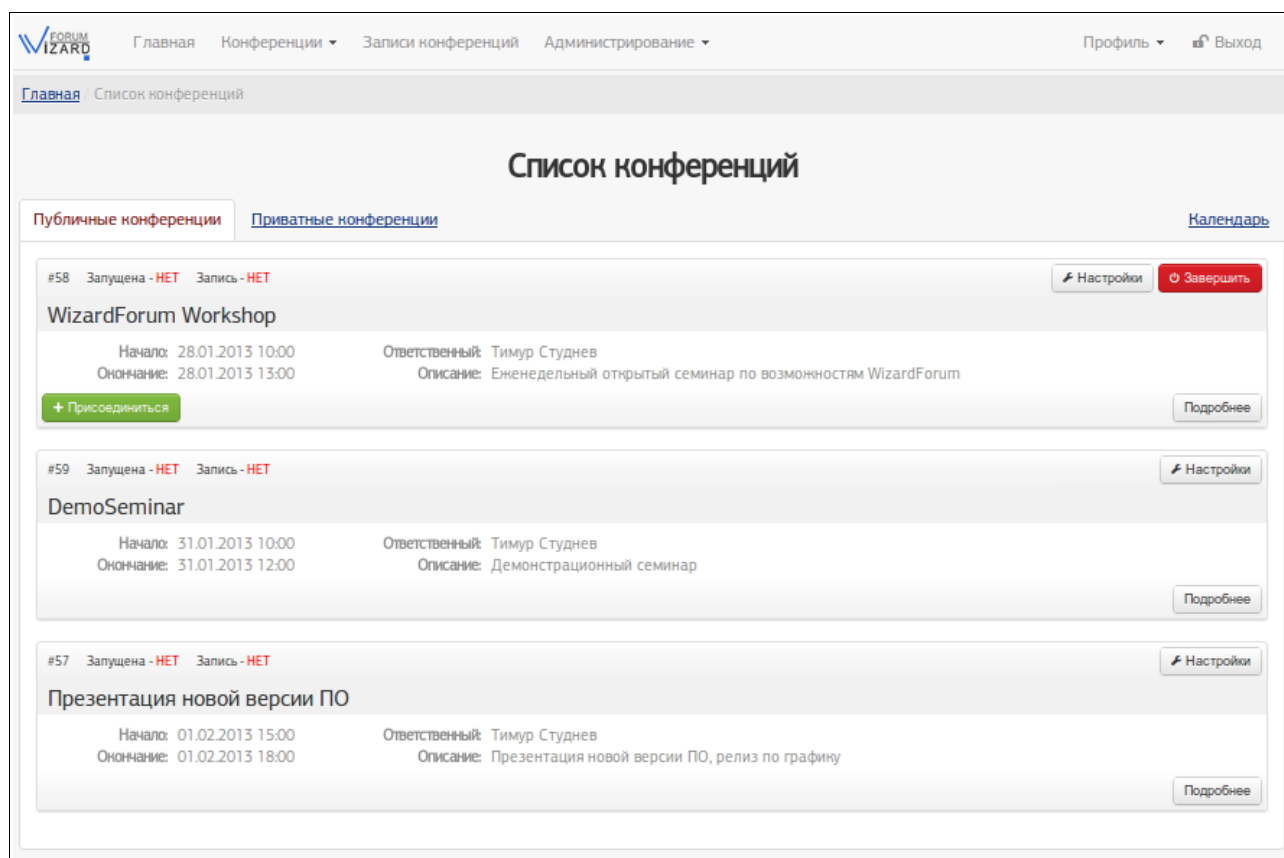 FORUM
WIZARD
Главная Конференции Записи конференций Администрирование Профиль Выход
Главная / Список конференций
Список конференций
Публичные конференции Приватные конференции Календарь
#58 Запущена - НЕТ Запись - НЕТ Настройки Завершить
WizardForum Workshop
Начало: 28.01.2013 10:00 Ответственный: Тимур Студнев
Окончание: 28.01.2013 13:00 Описание: Еженедельный открытый семинар по возможностям WizardForum
+ Присоединиться Подробнее
#59 Запущена - НЕТ Запись - НЕТ Настройки
DemoSeminar
Начало: 31.01.2013 10:00 Ответственный: Тимур Студнев
Окончание: 31.01.2013 12:00 Описание: Демонстрационный семинар
Подробнее
#57 Запущена - НЕТ Запись - НЕТ Настройки
Презентация новой версии ПО
Начало: 01.02.2013 15:00 Ответственный: Тимур Студнев
Окончание: 01.02.2013 18:00 Описание: Презентация новой версии ПО, релиз по графику
Подробнее